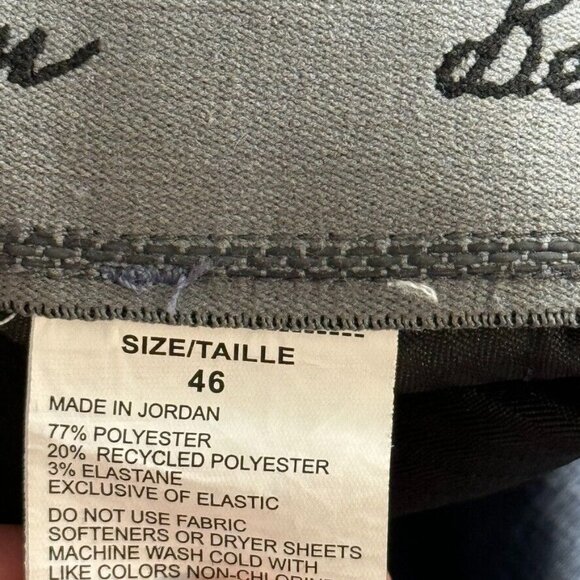 Be
SIZE/TAILLE
46
MADE IN JORDAN
77% POLYESTER
20% RECYCLED POLYESTER
3% ELASTANE
EXCLUSIVE OF ELASTIC
DO NOT USE FABRIC
SOFTENERS OR DRYER SHEETS
MACHINE WASH COLD WITH
LIKE COLORS NON-CHLORINE